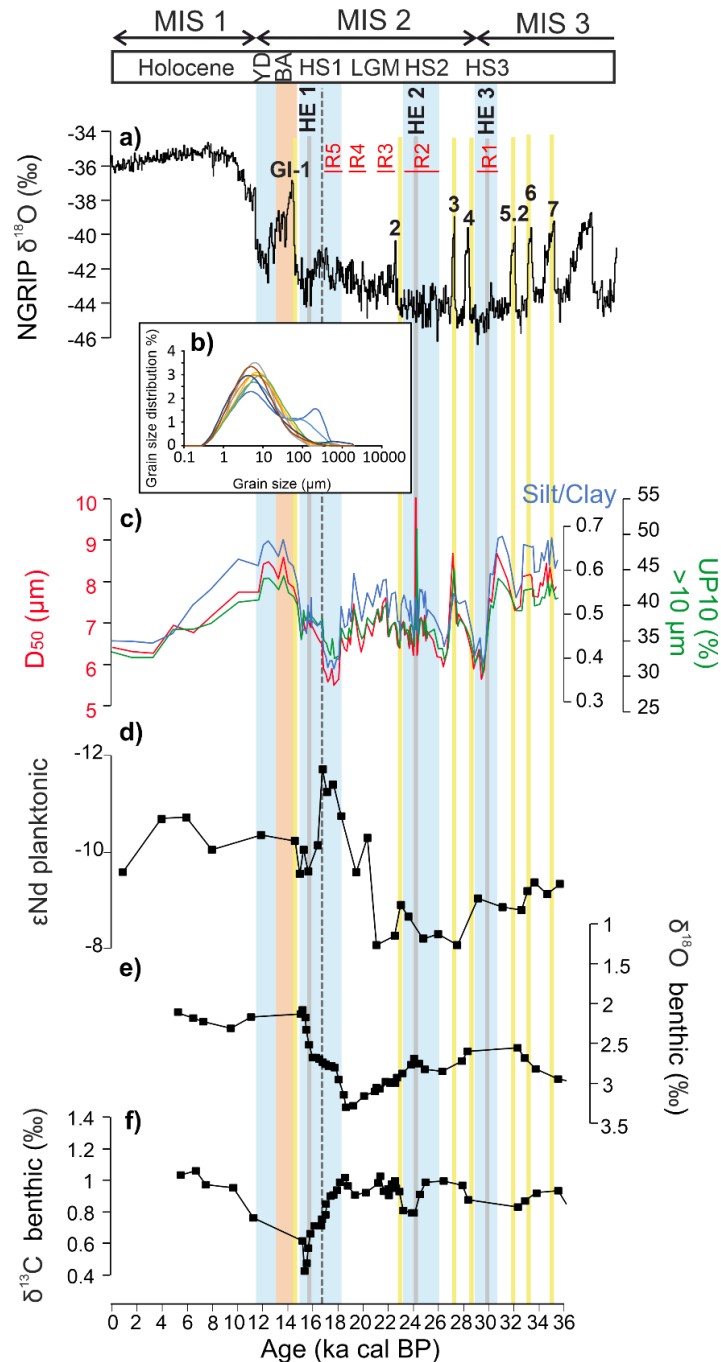 MIS 1 MIS 2 MIS 3
Holocene YD BA HS1 LGM HS2 HS3
HE 1 HE 2 HE 3
a)
IR5 IR4 IR3 IR2 IR1
GI-1 2 3 4 5.2 6 7
NGRIP δ18O (‰)
-34
-36
-38
-40
-42
-44
-46
b)
Grain size distribution %)
4
3
2
1
0
0.1 1 10 100 1000 10000
Grain size (μm)
c)
Silt/Clay
D50 (μm)
10
9
8
7
6
5
0.7
0.6
0.5
0.4
0.3
55
50
45
40
35
30
25
UP10 (%)
>10 μm
d)
εNd planktonic
-12
-10
-8
e)
δ18O
benthic (‰)
1
1.5
2
2.5
3
3.5
f)
δ13C benthic (‰)
1.4
1.2
1
0.8
0.6
0.4
0 2 4 6 8 10 12 14 16 18 20 22 24 26 28 30 32 34 36
Age (ka cal BP)